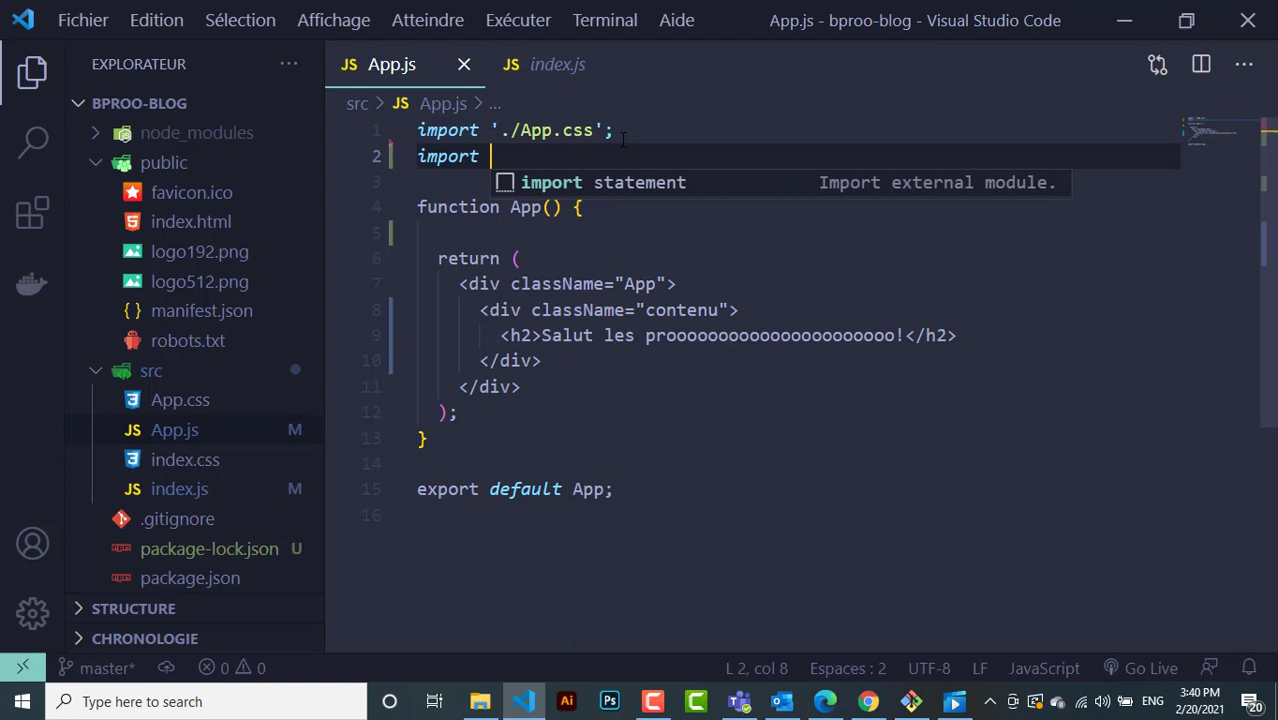 Fichier Edition Sélection Affichage Atteindre Exécuter Terminal Aide App.js - bproo-blog - Visual Studio Code
EXPLORATEUR
BPROO-BLOG
node_modules
public
favicon.ico
index.html
logo192.png
logo512.png
manifest.json
robots.txt
src
App.css
JS App.js M
index.css
JS index.js M
.gitignore
package-lock.json U
package.json
STRUCTURE
CHRONOLOGIE
JS App.js JS index.js
src > JS App.js > ...
1 import './App.css';
2 import
import statement Import external module.
3
4 function App() {
5
6 return (
7 <div className="App">
8 <div className="contenu">
9 <h2>Salut les proooooooooooooooooooooo!</h2>
10 </div>
11 </div>
12 );
13 }
15 export default App;
16
master* 0 0 L 2, col 8 Espaces : 2 UTF-8 LF JavaScript Go Live
Type here to search Ai Ps ENG 3:40 PM 2/20/2021 20